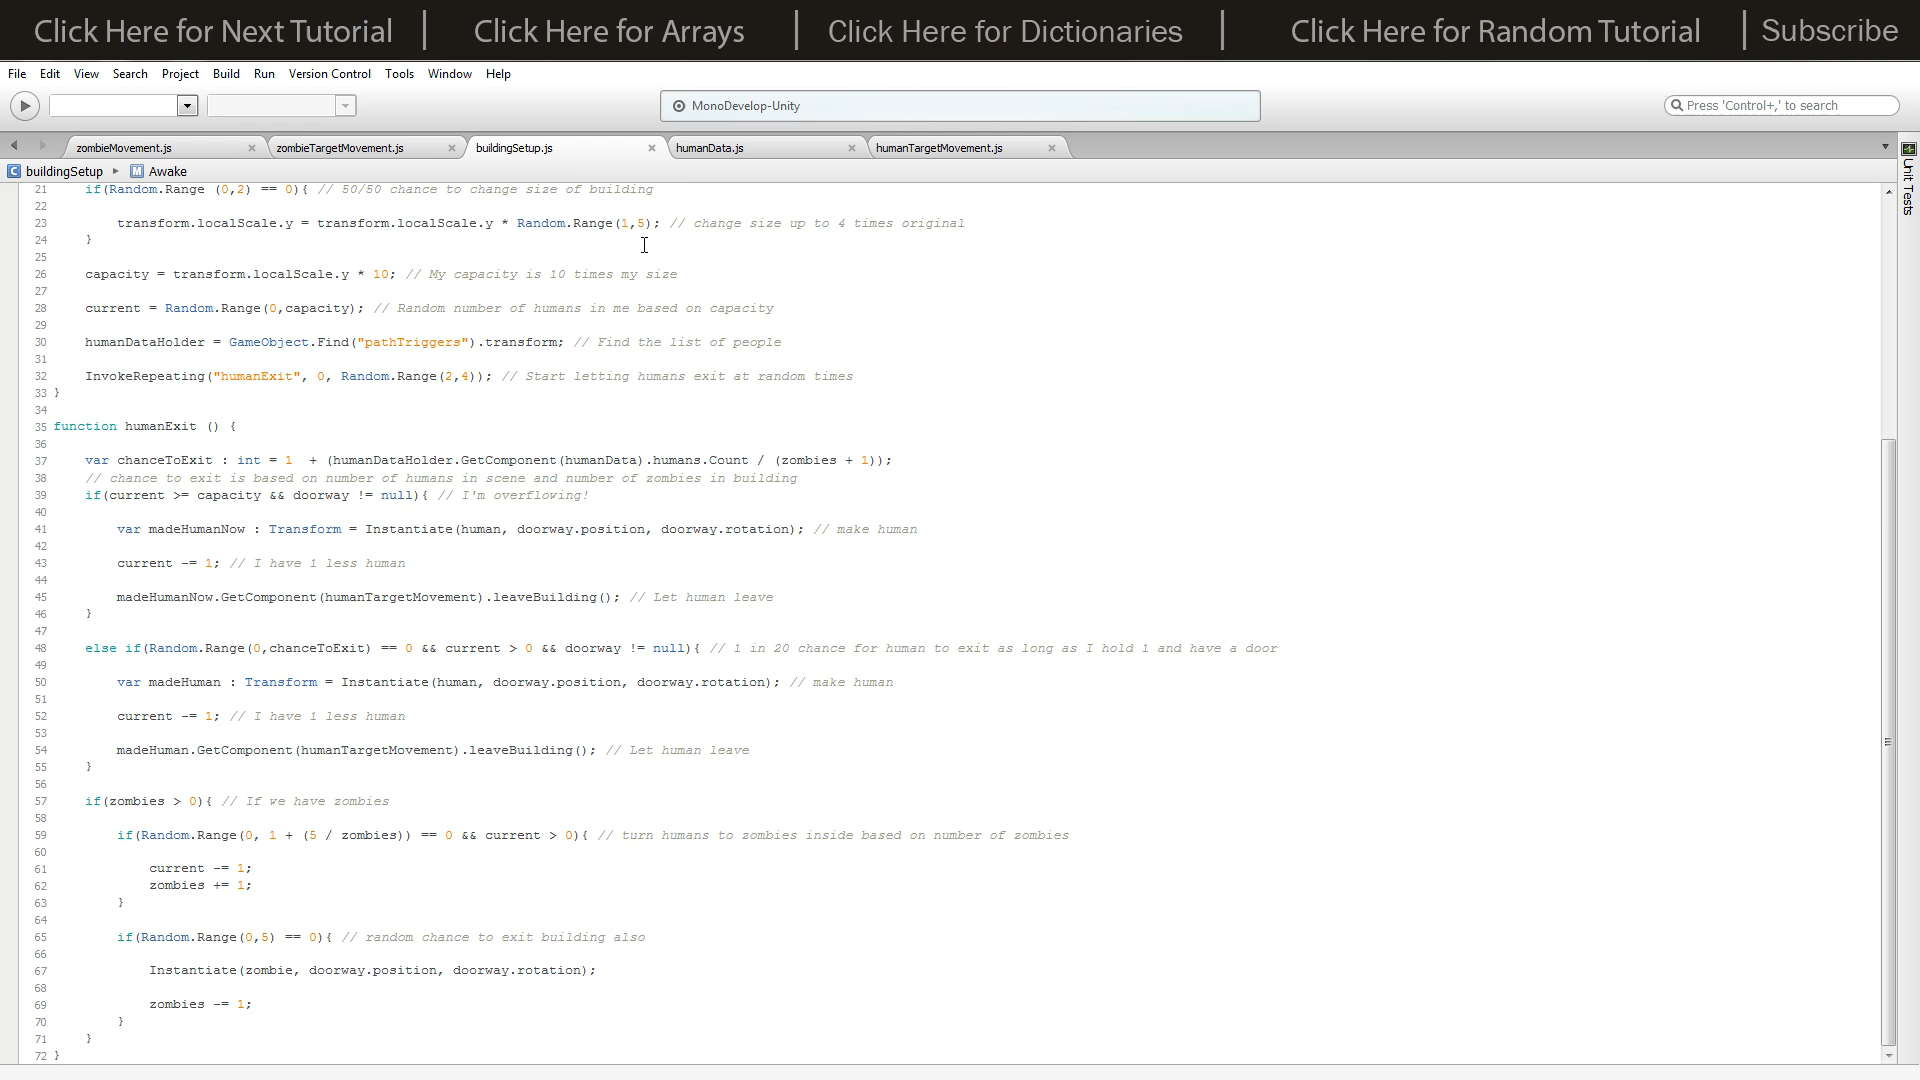 Click Here for Next Tutorial | Click Here for Arrays | Click Here for Dictionaries | Click Here for Random Tutorial | Subscribe
File Edit View Search Project Build Run Version Control Tools Window Help
MonoDevelop-Unity
Press 'Control+,' to search
zombieMovement.js
zombieTargetMovement.js
buildingSetup.js
humanData.js
humanTargetMovement.js
buildingSetup
Awake
Unit Tests
21 if(Random.Range (0,2) == 0){ // 50/50 chance to change size of building
22
23 transform.localScale.y = transform.localScale.y * Random.Range(1,5); // change size up to 4 times original
24 }
25
26 capacity = transform.localScale.y * 10; // My capacity is 10 times my size
27
28 current = Random.Range(0,capacity); // Random number of humans in me based on capacity
29
30 humanDataHolder = GameObject.Find("pathTriggers").transform; // Find the list of people
31
32 InvokeRepeating("humanExit", 0, Random.Range(2,4)); // Start letting humans exit at random times
33 }
34
35 function humanExit () {
36
37 var chanceToExit : int = 1  + (humanDataHolder.GetComponent(humanData).humans.Count / (zombies + 1));
38 // chance to exit is based on number of humans in scene and number of zombies in building
39 if(current >= capacity && doorway != null){ // I'm overflowing!
40
41 var madeHumanNow : Transform = Instantiate(human, doorway.position, doorway.rotation); // make human
42
43 current -= 1; // I have 1 less human
44
45 madeHumanNow.GetComponent(humanTargetMovement).leaveBuilding(); // Let human leave
46 }
47
48 else if(Random.Range(0,chanceToExit) == 0 && current > 0 && doorway != null){ // 1 in 20 chance for human to exit as long as I hold 1 and have a door
49
50 var madeHuman : Transform = Instantiate(human, doorway.position, doorway.rotation); // make human
51
52 current -= 1; // I have 1 less human
53
54 madeHuman.GetComponent(humanTargetMovement).leaveBuilding(); // Let human leave
55 }
56
57 if(zombies > 0){ // If we have zombies
58
59 if(Random.Range(0, 1 + (5 / zombies)) == 0 && current > 0){ // turn humans to zombies inside based on number of zombies
60
61 current -= 1;
62 zombies += 1;
63 }
64
65 if(Random.Range(0,5) == 0){ // random chance to exit building also
66
67 Instantiate(zombie, doorway.position, doorway.rotation);
68
69 zombies -= 1;
70 }
71 }
72 }